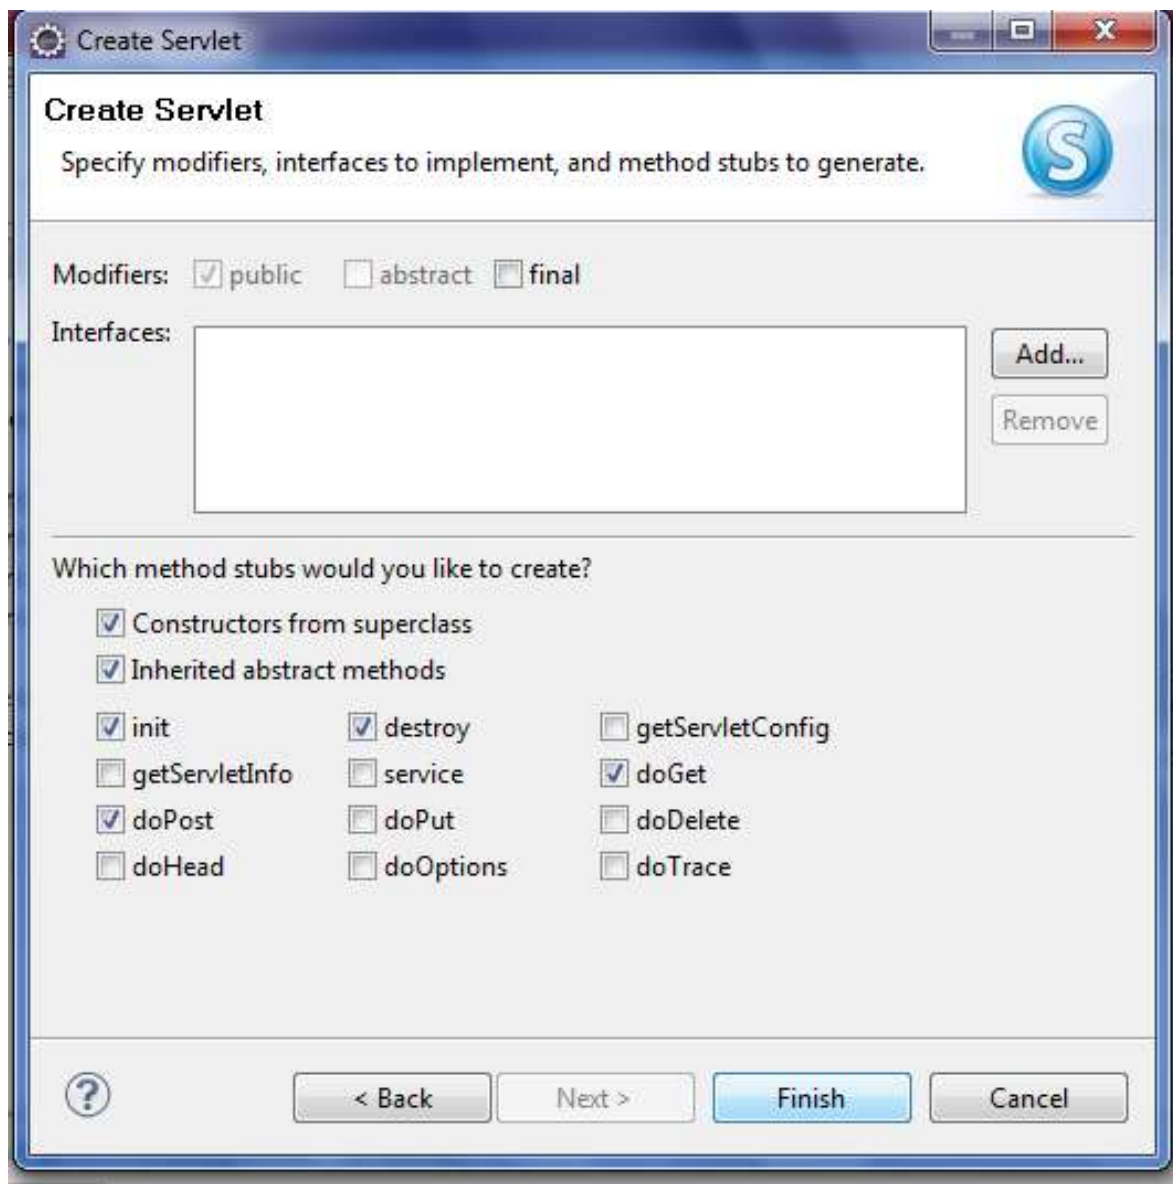 Create Servlet
Create Servlet
Specify modifiers, interfaces to implement, and method stubs to generate.
S
Modifiers: public abstract final
Interfaces:
Add...
Remove
Which method stubs would you like to create?
Constructors from superclass
Inherited abstract methods
init destroy getServletConfig
getServletInfo service doGet
doPost doPut doDelete
doHead doOptions doTrace
? < Back Next > Finish Cancel